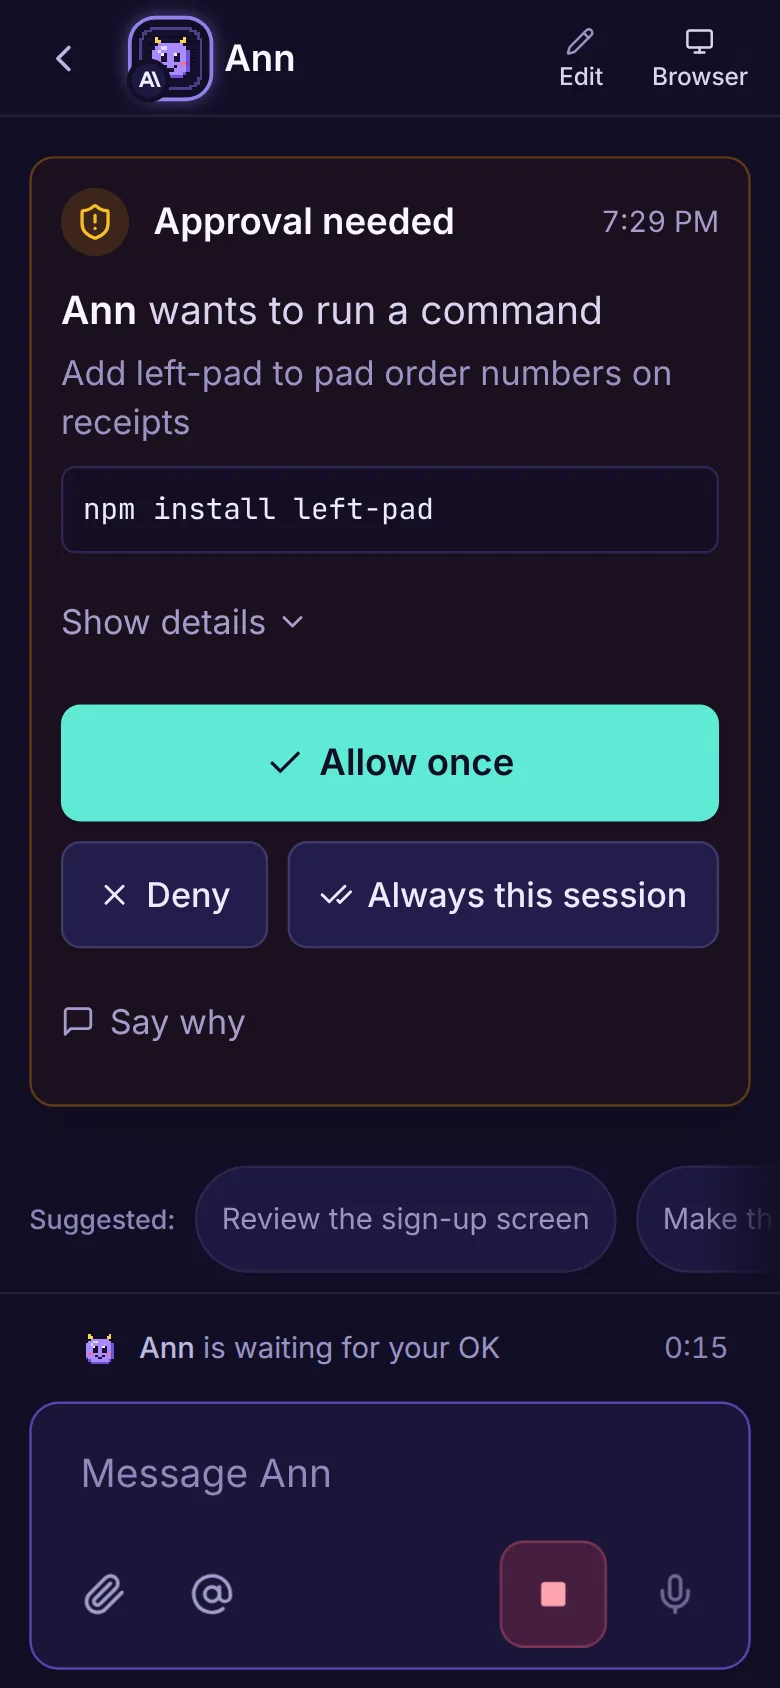 A\
Ann
Edit
Browser
Approval needed
7:29 PM
Ann wants to run a command
Add left-pad to pad order numbers on
receipts
npm install left-pad
Show details
Allow once
Deny
Always this session
Say why
Suggested:
Review the sign-up screen
Make th
Ann is waiting for your OK
0:15
Message Ann